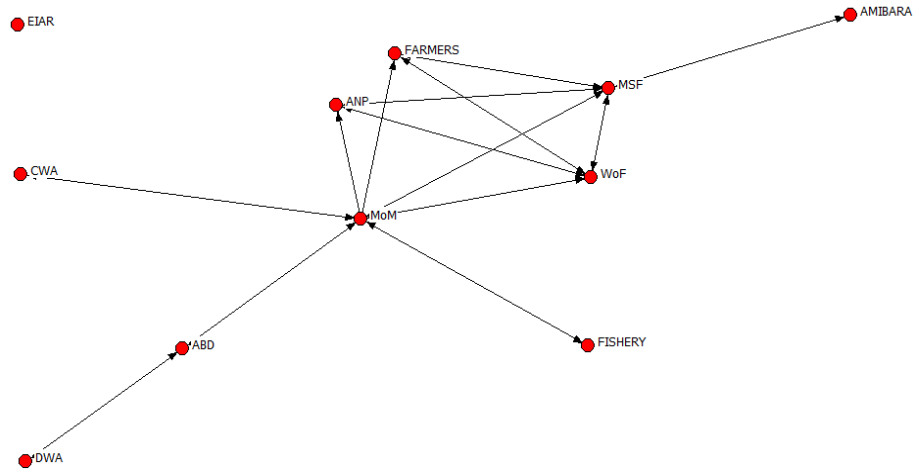 AMIBARA
EIAR
FARMERS
MSF
ANP
CWA
WoF
MoM
ABD
FISHERY
DWA